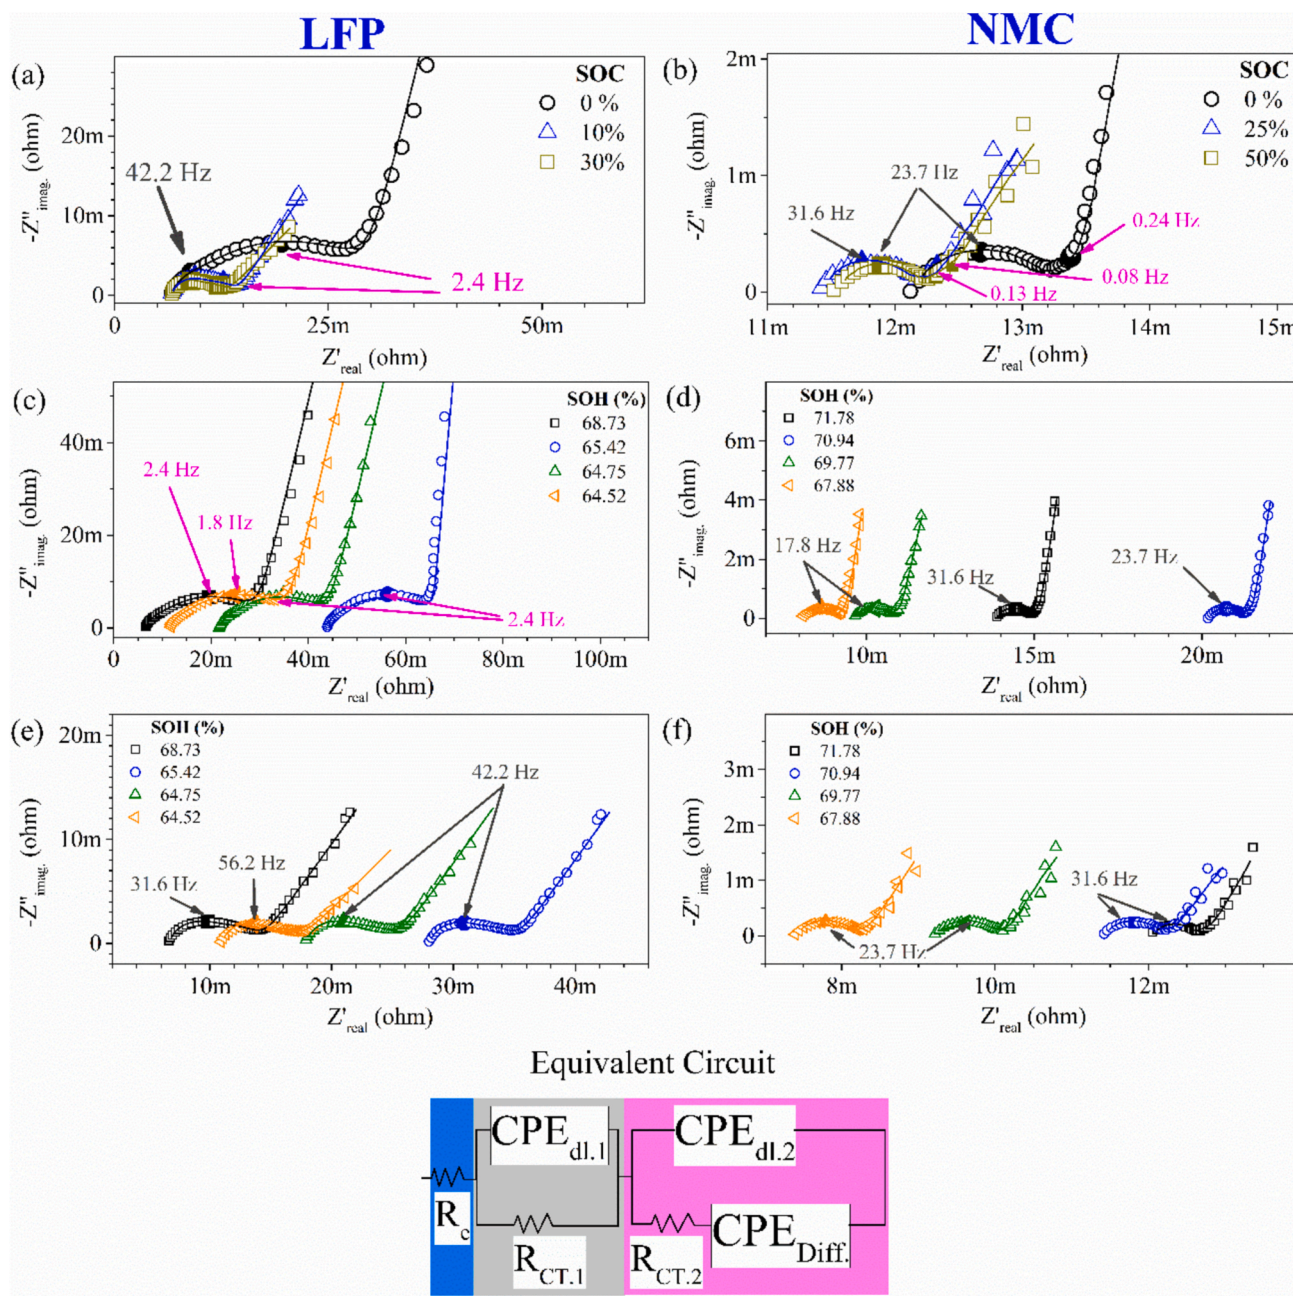 LFP
NMC
(a)
SOC
0 %
10%
30%
42.2 Hz
2.4 Hz
20m
10m
0
0
25m
50m
-Z''imag. (ohm)
Z'real (ohm)
(b)
SOC
0 %
25%
50%
23.7 Hz
31.6 Hz
0.24 Hz
0.08 Hz
0.13 Hz
2m
1m
0
11m
12m
13m
14m
15m
-Z''imag. (ohm)
Z'real (ohm)
(c)
SOH (%)
68.73
65.42
64.75
64.52
2.4 Hz
1.8 Hz
2.4 Hz
40m
20m
0
0
20m
40m
60m
80m
100m
-Z''imag. (ohm)
Z'real (ohm)
(d)
SOH (%)
71.78
70.94
69.77
67.88
17.8 Hz
31.6 Hz
23.7 Hz
6m
4m
2m
0
10m
15m
20m
-Z''imag. (ohm)
Z'real (ohm)
(e)
SOH (%)
68.73
65.42
64.75
64.52
42.2 Hz
56.2 Hz
31.6 Hz
20m
10m
0
10m
20m
30m
40m
-Z''imag. (ohm)
Z'real (ohm)
(f)
SOH (%)
71.78
70.94
69.77
67.88
31.6 Hz
23.7 Hz
3m
2m
1m
0
8m
10m
12m
-Z''imag. (ohm)
Z'real (ohm)
Equivalent Circuit
CPEdl.1
CPEdl.2
Rc
RCT.1
RCT.2
CPEDiff.